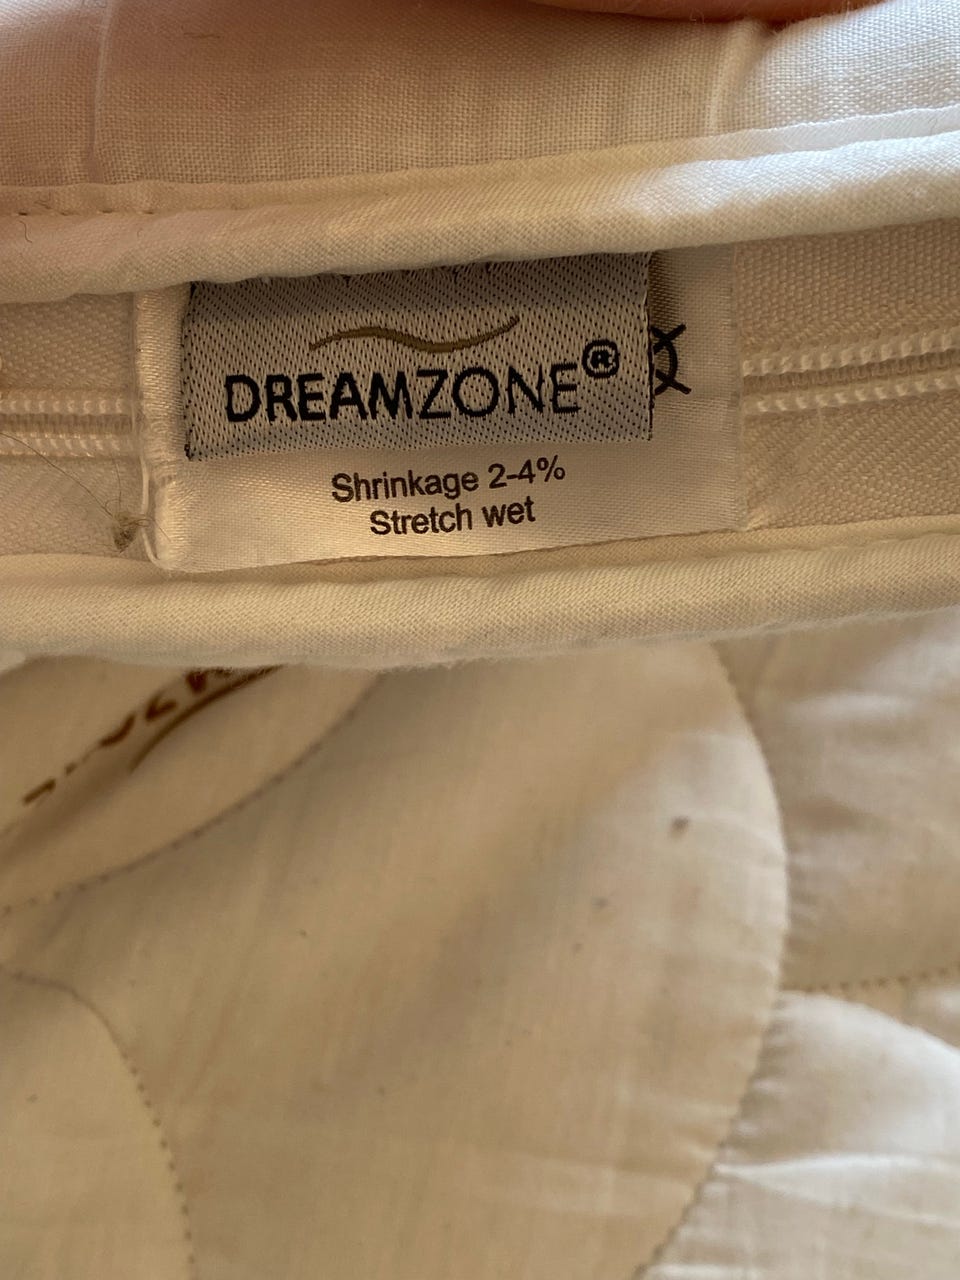 DREAMZONE®
Shrinkage 2-4%
Stretch wet